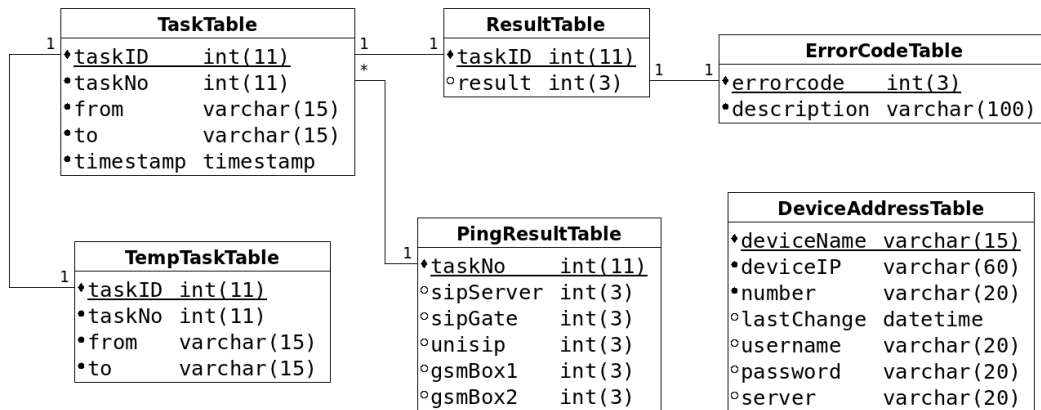 TaskTable
1 taskID int(11) 1
taskNo int(11) *
from varchar(15)
to varchar(15)
timestamp timestamp
ResultTable
1 taskID int(11)
result int(3) 1
ErrorCodeTable
1 errorcode int(3)
description varchar(100)
TempTaskTable
1 taskID int(11)
taskNo int(11)
from varchar(15)
to varchar(15)
PingResultTable
1 taskNo int(11)
sipServer int(3)
sipGate int(3)
unisip int(3)
gsmBox1 int(3)
gsmBox2 int(3)
DeviceAddressTable
deviceName varchar(15)
deviceIP varchar(60)
number varchar(20)
lastChange datetime
username varchar(20)
password varchar(20)
server varchar(20)